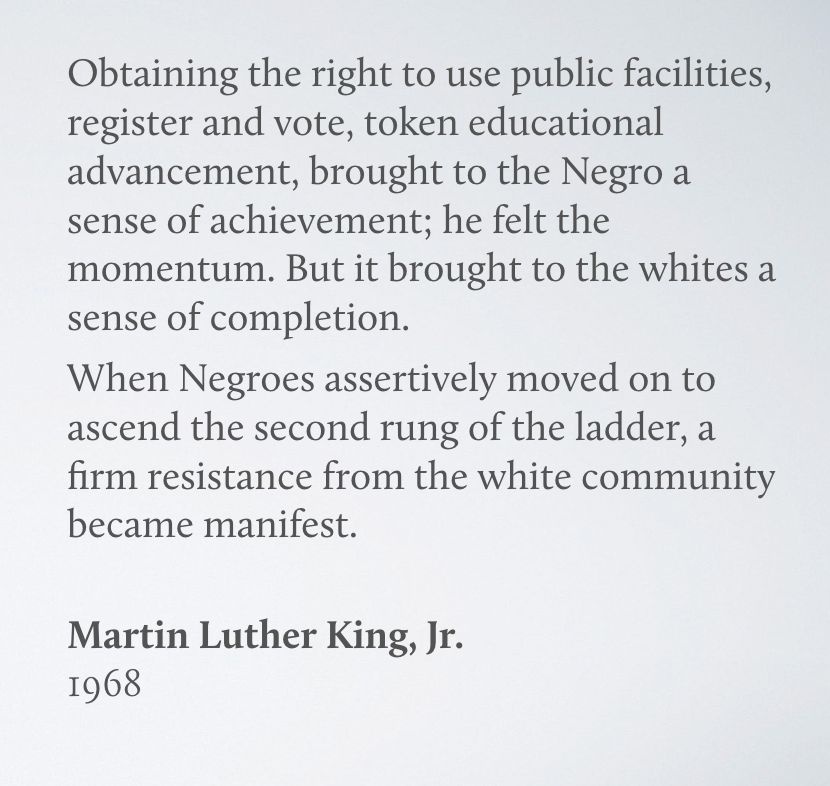 Obtaining the right to use public facilities,
register and vote, token educational
advancement, brought to the Negro a
sense of achievement; he felt the
momentum. But it brought to the whites a
sense of completion.
When Negroes assertively moved on to
ascend the second rung of the ladder, a
firm resistance from the white community
became manifest.
Martin Luther King, Jr.
1968